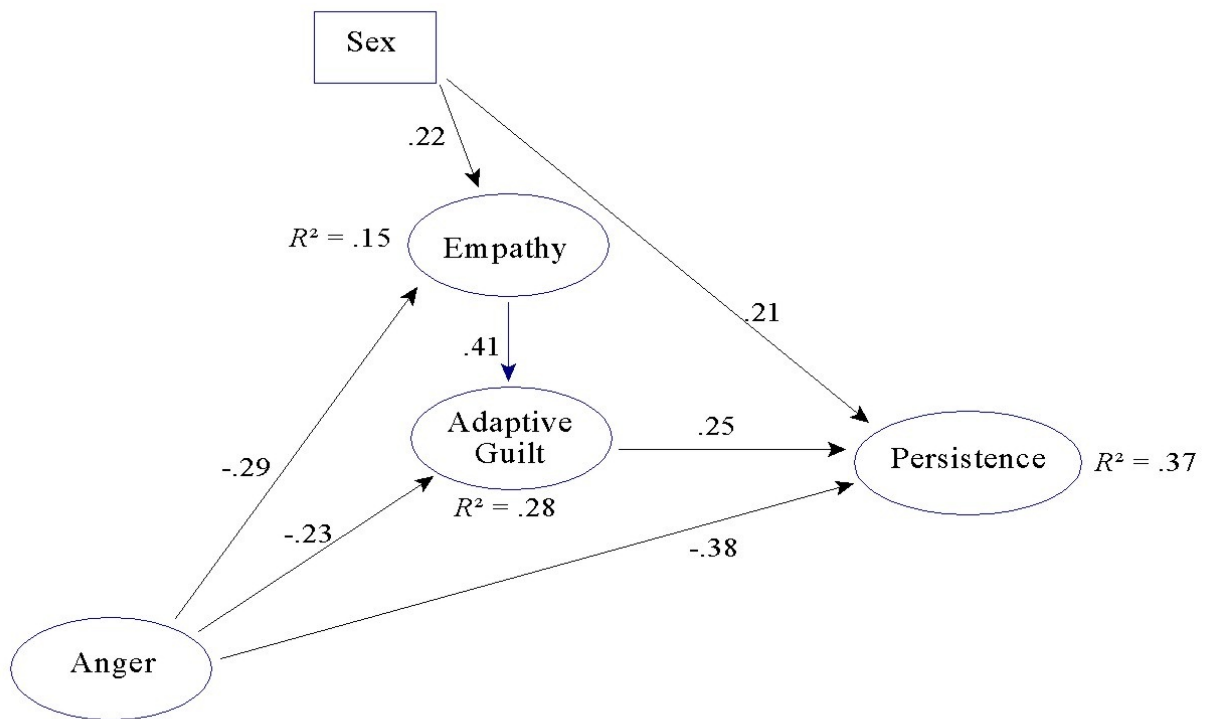 Sex
.22
R² = .15
Empathy
.21
.41
Adaptive
Guilt
.25
Persistence
R² = .37
-.29
R² = .28
-.23
-.38
Anger